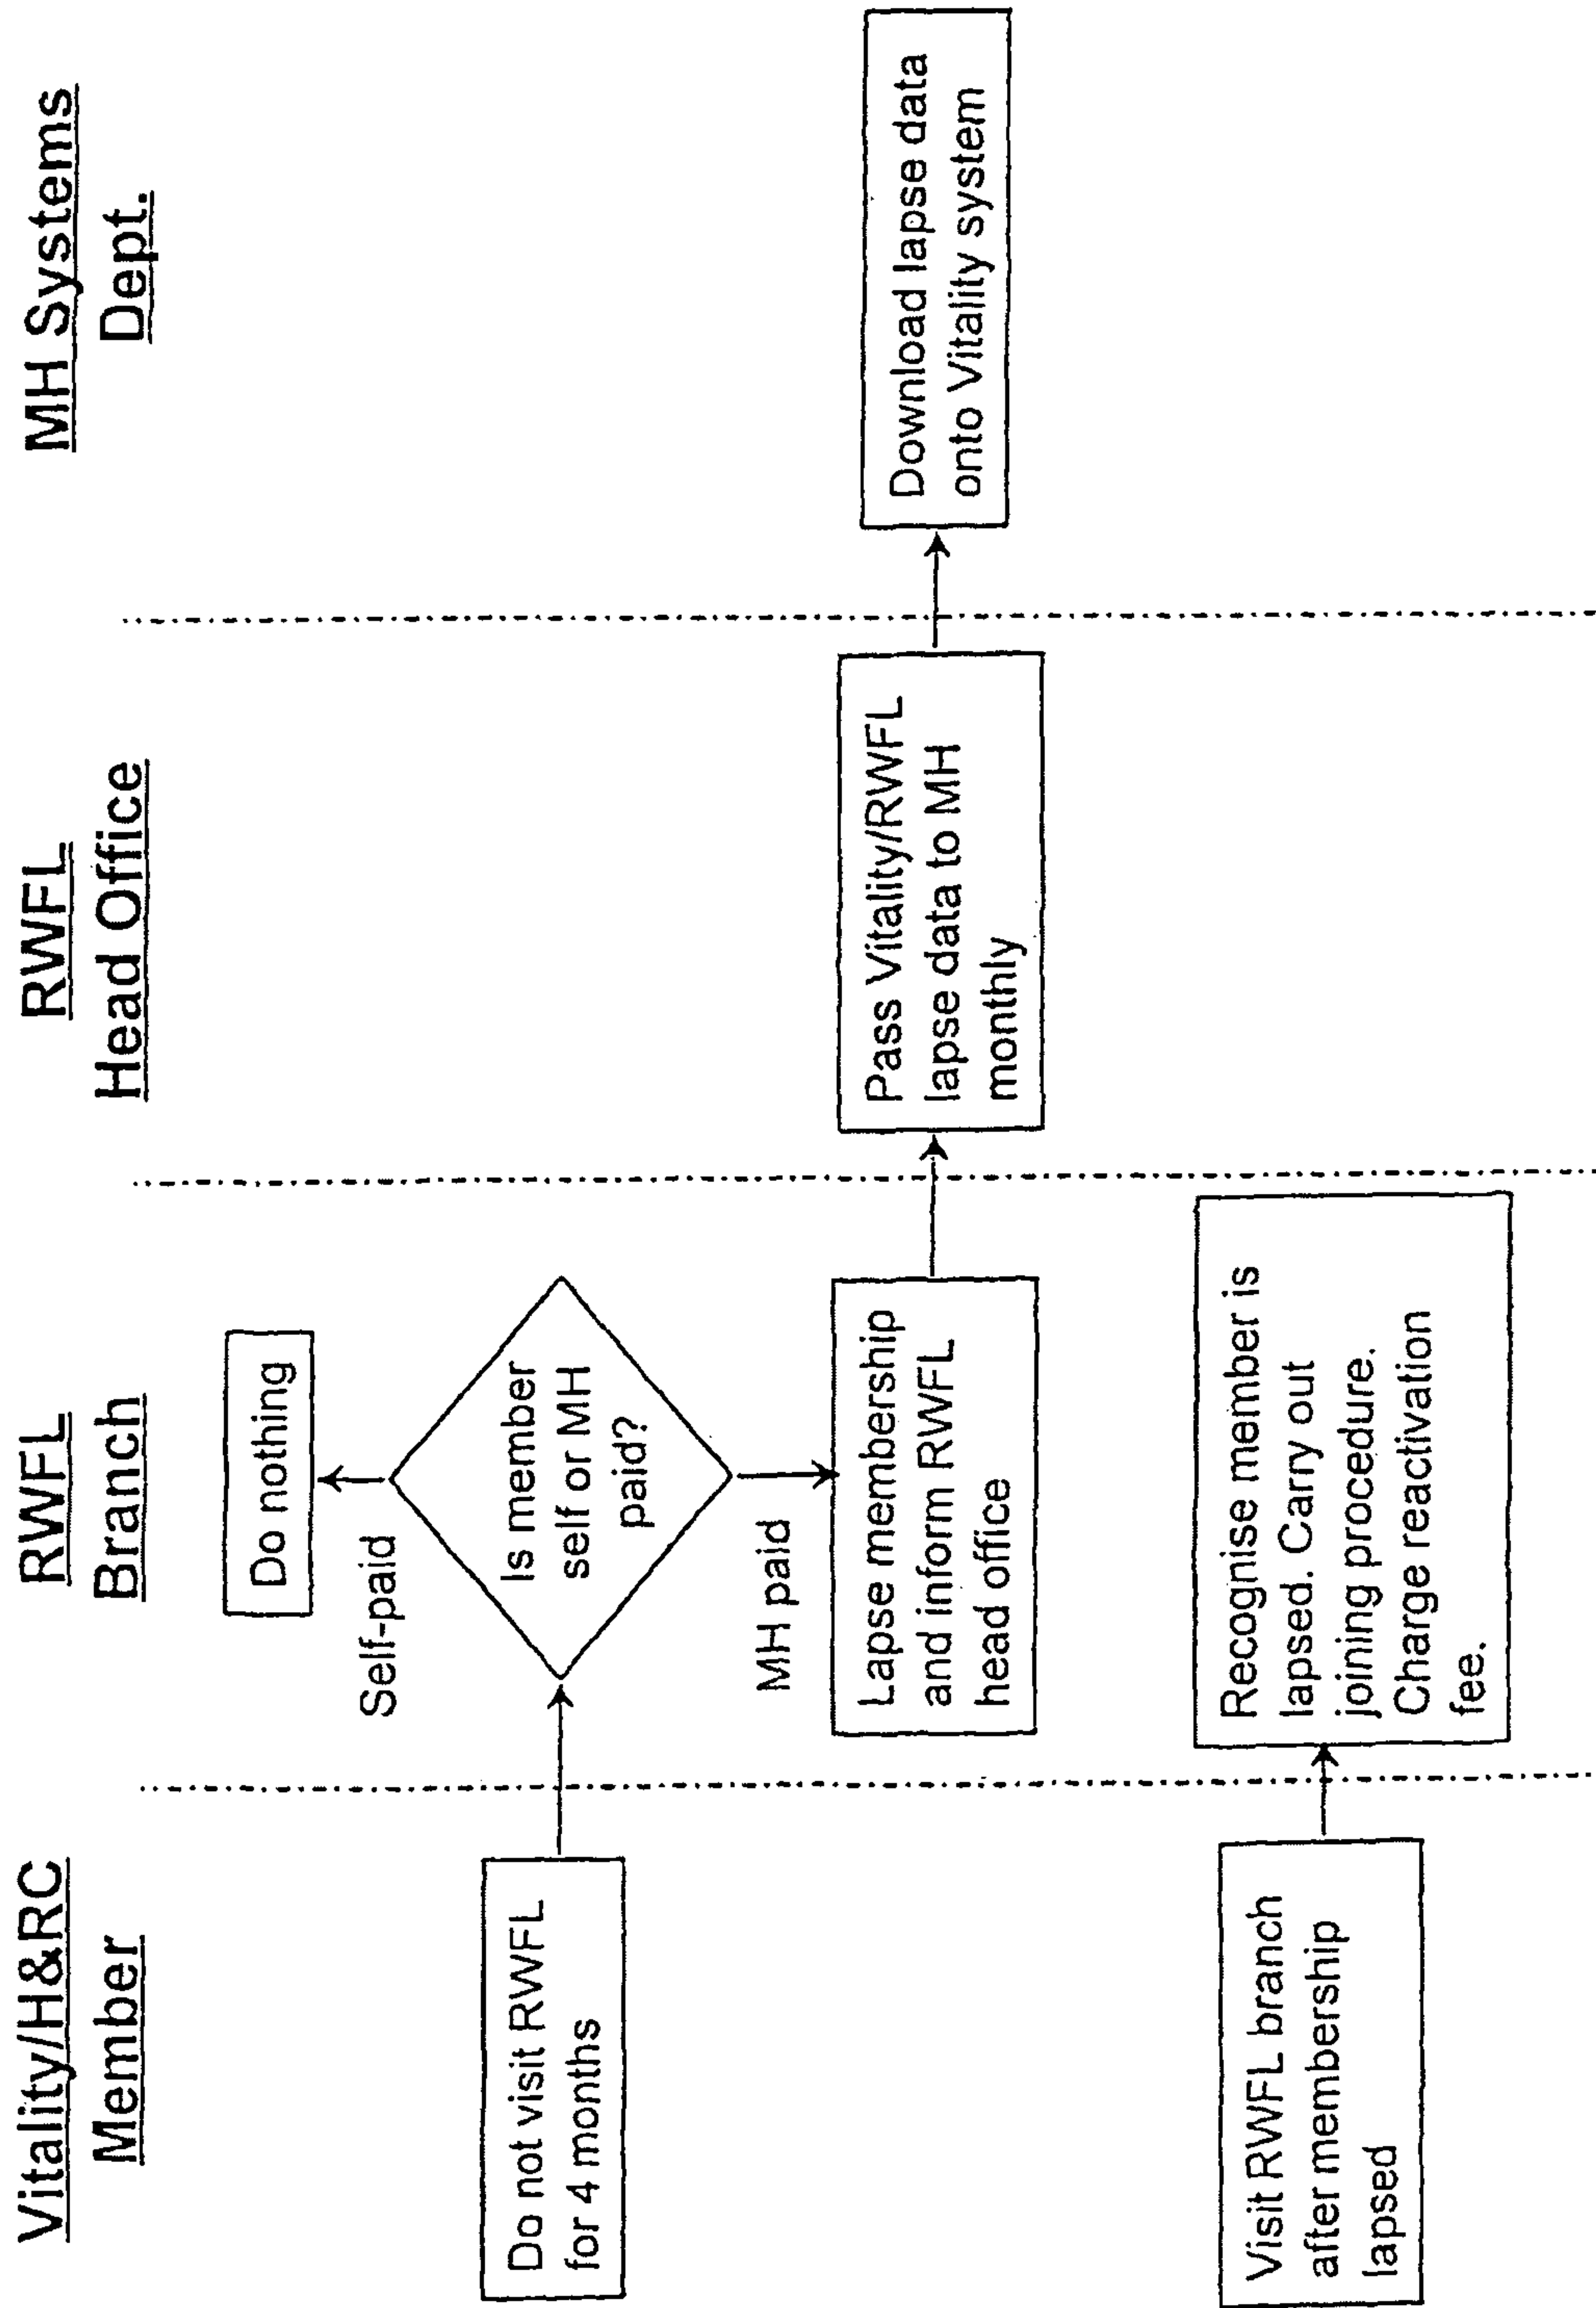 Vitality/H&RC
Member
RWFL
Branch
RWFL
Head Office
MH Systems
Dept.
Do nothing
Self-paid
Do not visit RWFL
for 4 months
Is member
self or MH
paid?
MH paid
Lapse membership
and inform RWFL
head office
Pass Vitality/RWFL
lapse data to MH
monthly
Download lapse data
onto Vitality system
Visit RWFL branch
after membership
lapsed
Recognise member is
lapsed. Carry out
joining procedure.
Charge reactivation
fee.